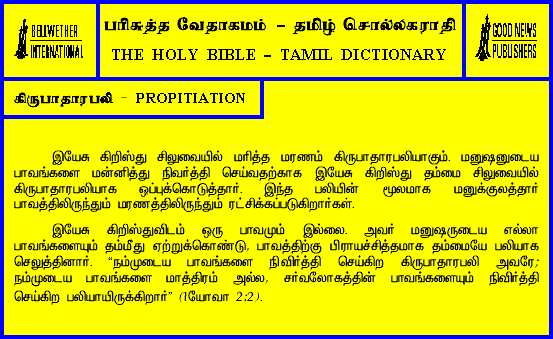 BELLWETHER
INTERNATIONAL
பரிசுத்த வேதாகமம் - தமிழ் சொல்லகராதி
THE HOLY BIBLE - TAMIL DICTIONARY
GOOD NEWS
PUBLISHERS
கிருபாதாரபலி - PROPITIATION
இயேசு கிறிஸ்து சிலுவையில் மரித்த மரணம் கிருபாதாரபலியாகும். மனுஷனுடைய
பாவங்களை மன்னித்து நிவர்த்தி செய்வதற்காக இயேசு கிறிஸ்து தம்மை சிலுவையில்
கிருபாதாரபலியாக ஒப்புக்கொடுத்தார். இந்த பலியின் மூலமாக மனுக்குலத்தார்
பாவத்திலிருந்தும் மரணத்திலிருந்தும் ரட்சிக்கப்படுகிறார்கள்.
இயேசு கிறிஸ்துவிடம் ஒரு பாவமும் இல்லை. அவர் மனுஷருடைய எல்லா
பாவங்களையும் தம்மீது ஏற்றுக்கொண்டு, பாவத்திற்கு பிராயச்சித்தமாக தம்மையே பலியாக
செலுத்தினார். “நம்முடைய பாவங்களை நிவிர்த்தி செய்கிற கிருபாதாரபலி அவரே;
நம்முடைய பாவங்களை மாத்திரம் அல்ல, சர்வலோகத்தின் பாவங்களையும் நிவிர்த்தி
செய்கிற பலியாயிருக்கிறார்” (1யோவா 2:2).